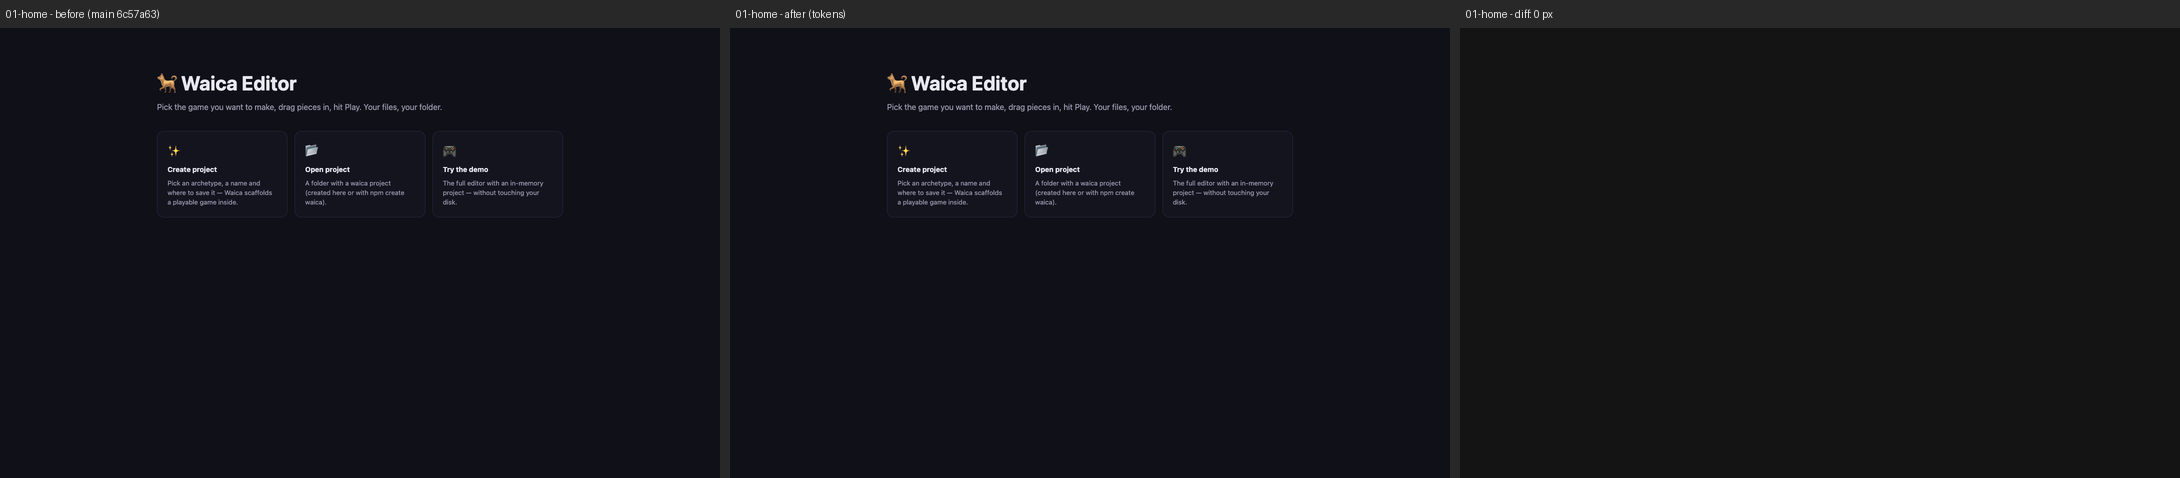 01-home - before (main 6c57a63)
Waica Editor
Pick the game you want to make, drag pieces in, hit Play. Your files, your folder.
Create project
Pick an archetype, a name and
where to save it — Waica scaffolds
a playable game inside.
Open project
A folder with a waica project
(created here or with npm create
waica).
Try the demo
The full editor with an in-memory
project — without touching your
disk.
01-home - after (tokens)
Waica Editor
Pick the game you want to make, drag pieces in, hit Play. Your files, your folder.
Create project
Pick an archetype, a name and
where to save it — Waica scaffolds
a playable game inside.
Open project
A folder with a waica project
(created here or with npm create
waica).
Try the demo
The full editor with an in-memory
project — without touching your
disk.
01-home - diff: 0 px